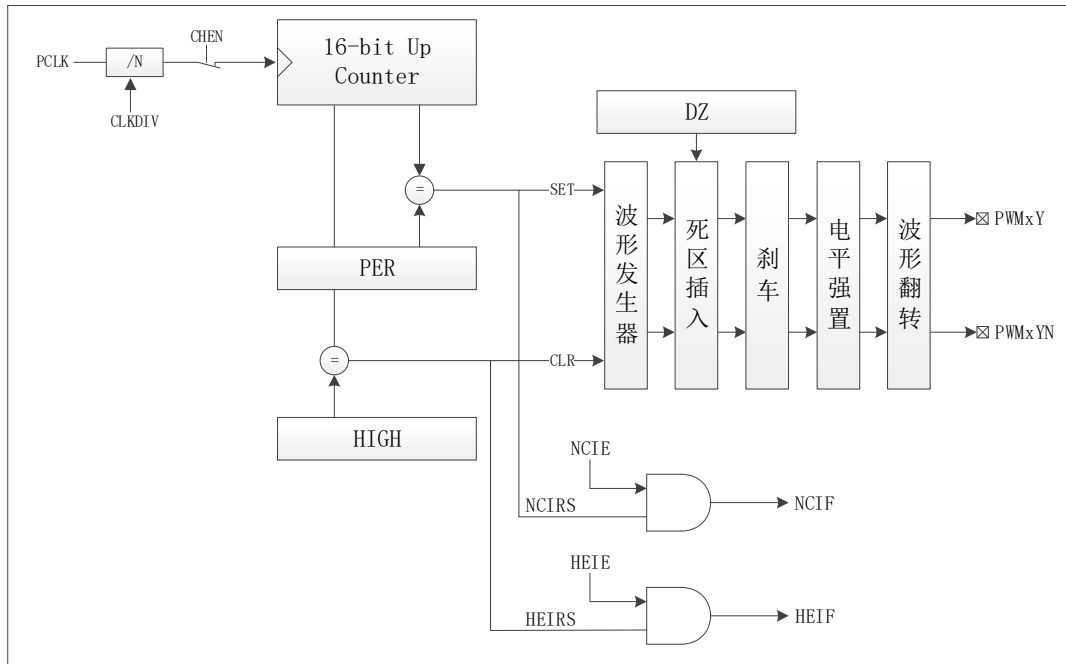 CHEN
PCLK
/N
CLKDIV
16-bit Up
Counter
DZ
=
SET
PER
=
CLR
HIGH
波形发生器
死区插入
刹车
电平强置
波形翻转
PWMxY
PWMxYN
NCIE
NCIRS
NCIF
HEIE
HEIRS
HEIF